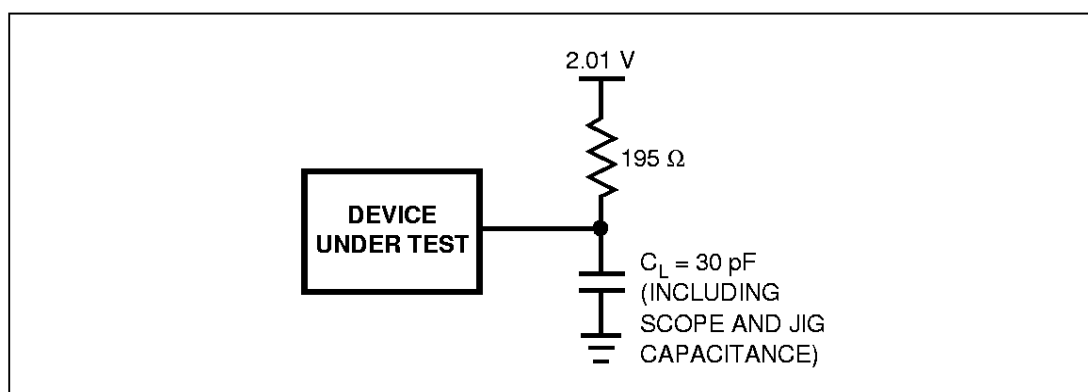 2.01 V
195 Ω
DEVICE
UNDER TEST
C_L = 30 pF
(INCLUDING
SCOPE AND JIG
CAPACITANCE)